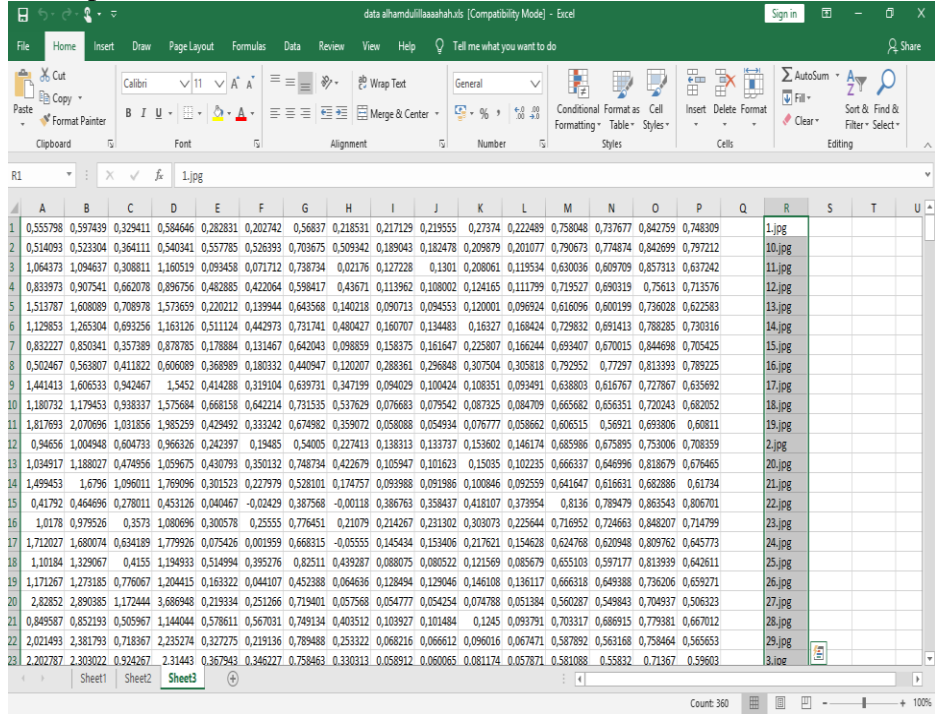 data alhamdulillaaaahah.xls [Compatibility Mode] - Excel Sign in
File Home Insert Draw Page Layout Formulas Data Review View Help Tell me what you want to do Share
Cut
Copy
Format Painter
Paste
Clipboard
Calibri 11
B I U
Font
Wrap Text
Merge & Center
Alignment
General
% ,
Number
Conditional Formatting
Format as Table
Cell Styles
Styles
Insert Delete Format
Cells
AutoSum
Fill
Clear
Sort & Filter
Find & Select
Editing
R1 fx 1.jpg
A B C D E F G H I J K L M N O P Q R S T U
1 0,555798 0,597439 0,329411 0,584646 0,282831 0,202742 0,56837 0,218531 0,217129 0,219555 0,27374 0,222489 0,758048 0,737677 0,842759 0,748309 1.jpg
2 0,514093 0,523304 0,364111 0,540341 0,557785 0,526393 0,703675 0,509342 0,189043 0,182478 0,209879 0,201077 0,790673 0,774874 0,842699 0,797212 10.jpg
3 1,064373 1,094637 0,308811 1,160519 0,093458 0,071712 0,738734 0,02176 0,127228 0,1301 0,208061 0,119534 0,630036 0,609709 0,857313 0,637242 11.jpg
4 0,833973 0,907541 0,662078 0,896756 0,482885 0,422064 0,598417 0,43671 0,113962 0,108002 0,124165 0,111799 0,719527 0,690319 0,75613 0,713576 12.jpg
5 1,513787 1,608089 0,708978 1,573659 0,220212 0,139944 0,643568 0,140218 0,090713 0,094553 0,120001 0,096924 0,616096 0,600199 0,736028 0,622583 13.jpg
6 1,129853 1,265304 0,693256 1,163126 0,511124 0,442973 0,731741 0,480427 0,160707 0,134483 0,16327 0,168424 0,729832 0,691413 0,788285 0,730316 14.jpg
7 0,832227 0,850341 0,357389 0,878785 0,178884 0,131467 0,642043 0,098859 0,158375 0,161647 0,225807 0,166244 0,693407 0,670015 0,844698 0,705425 15.jpg
8 0,502467 0,563807 0,411822 0,606089 0,368989 0,180332 0,440947 0,120207 0,288361 0,296848 0,307504 0,305818 0,792952 0,77297 0,813393 0,789225 16.jpg
9 1,441413 1,606533 0,942467 1,5452 0,414288 0,319104 0,639731 0,347199 0,094029 0,100424 0,108351 0,093491 0,638803 0,616767 0,727867 0,635692 17.jpg
10 1,180732 1,179453 0,938337 1,575684 0,668158 0,642214 0,731535 0,537629 0,076683 0,079542 0,087325 0,084709 0,665682 0,656351 0,720243 0,682052 18.jpg
11 1,817693 2,070696 1,031856 1,985259 0,429492 0,333242 0,674982 0,359072 0,058088 0,054934 0,076777 0,058662 0,606515 0,56921 0,693806 0,60811 19.jpg
12 0,94656 1,004948 0,604733 0,966326 0,242397 0,19485 0,54005 0,227413 0,138313 0,133737 0,153602 0,146174 0,685986 0,675895 0,753006 0,708359 2.jpg
13 1,034917 1,188027 0,474956 1,059675 0,430793 0,350132 0,748734 0,422679 0,105947 0,101623 0,15035 0,102235 0,666337 0,646996 0,818679 0,676465 20.jpg
14 1,499453 1,6796 1,096011 1,769096 0,301523 0,227979 0,528101 0,174757 0,093988 0,091986 0,100846 0,092559 0,641647 0,616631 0,682886 0,61734 21.jpg
15 0,41792 0,464696 0,278011 0,453126 0,040467 -0,02429 0,387568 -0,00118 0,386763 0,358437 0,418107 0,373954 0,8136 0,789479 0,863543 0,806701 22.jpg
16 1,0178 0,979526 0,3573 1,080696 0,300578 0,25555 0,776451 0,21079 0,214267 0,231302 0,303073 0,225644 0,716952 0,724663 0,848207 0,714799 23.jpg
17 1,712027 1,680074 0,634189 1,779926 0,075426 0,001959 0,668315 -0,05555 0,145434 0,153406 0,217621 0,154628 0,624768 0,620948 0,809762 0,645773 24.jpg
18 1,10184 1,329067 0,4155 1,194933 0,514994 0,395276 0,82511 0,439287 0,088075 0,080522 0,121569 0,085679 0,655103 0,597177 0,813939 0,642611 25.jpg
19 1,171267 1,273185 0,776067 1,204415 0,163322 0,044107 0,452388 0,064636 0,128494 0,129046 0,146108 0,136117 0,666318 0,649388 0,736206 0,659271 26.jpg
20 2,82852 2,890385 1,172444 3,686948 0,219334 0,251266 0,719401 0,057568 0,054777 0,054254 0,074788 0,051384 0,560287 0,549843 0,704937 0,506323 27.jpg
21 0,849587 0,852193 0,505967 1,144044 0,578611 0,567031 0,749134 0,403512 0,103927 0,101484 0,1245 0,093791 0,703317 0,686915 0,779381 0,667012 28.jpg
22 2,021493 2,381793 0,718367 2,235274 0,327275 0,219136 0,789488 0,253322 0,068216 0,066612 0,096016 0,067471 0,587892 0,563168 0,758464 0,565653 29.jpg
23 2,202787 2,303022 0,924267 2,31443 0,367943 0,346227 0,758463 0,330313 0,058912 0,060065 0,081174 0,057871 0,581088 0,55832 0,71367 0,59603 3.jpg
Sheet1 Sheet2 Sheet3
Count: 360 100%